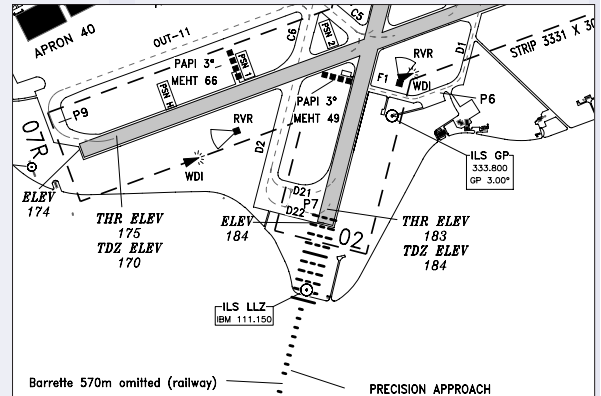 APRON 40
OUT-11
C6
C5
PSN 2
PSN 1
PSN H
PAPI 3°
MEHT 66
RVR
F1
WDI
D1
STRIP 3331 X 30
PAPI 3°
MEHT 49
P9
P6
07R
RVR
WDI
D2
ILS GP
333.800
GP 3.00°
ELEV
174
D21
D22
P7
THR ELEV
175
TDZ ELEV
170
ELEV
184
02
THR ELEV
183
TDZ ELEV
184
ILS LLZ
IBM 111.150
Barrette 570m omitted (railway)
PRECISION APPROACH